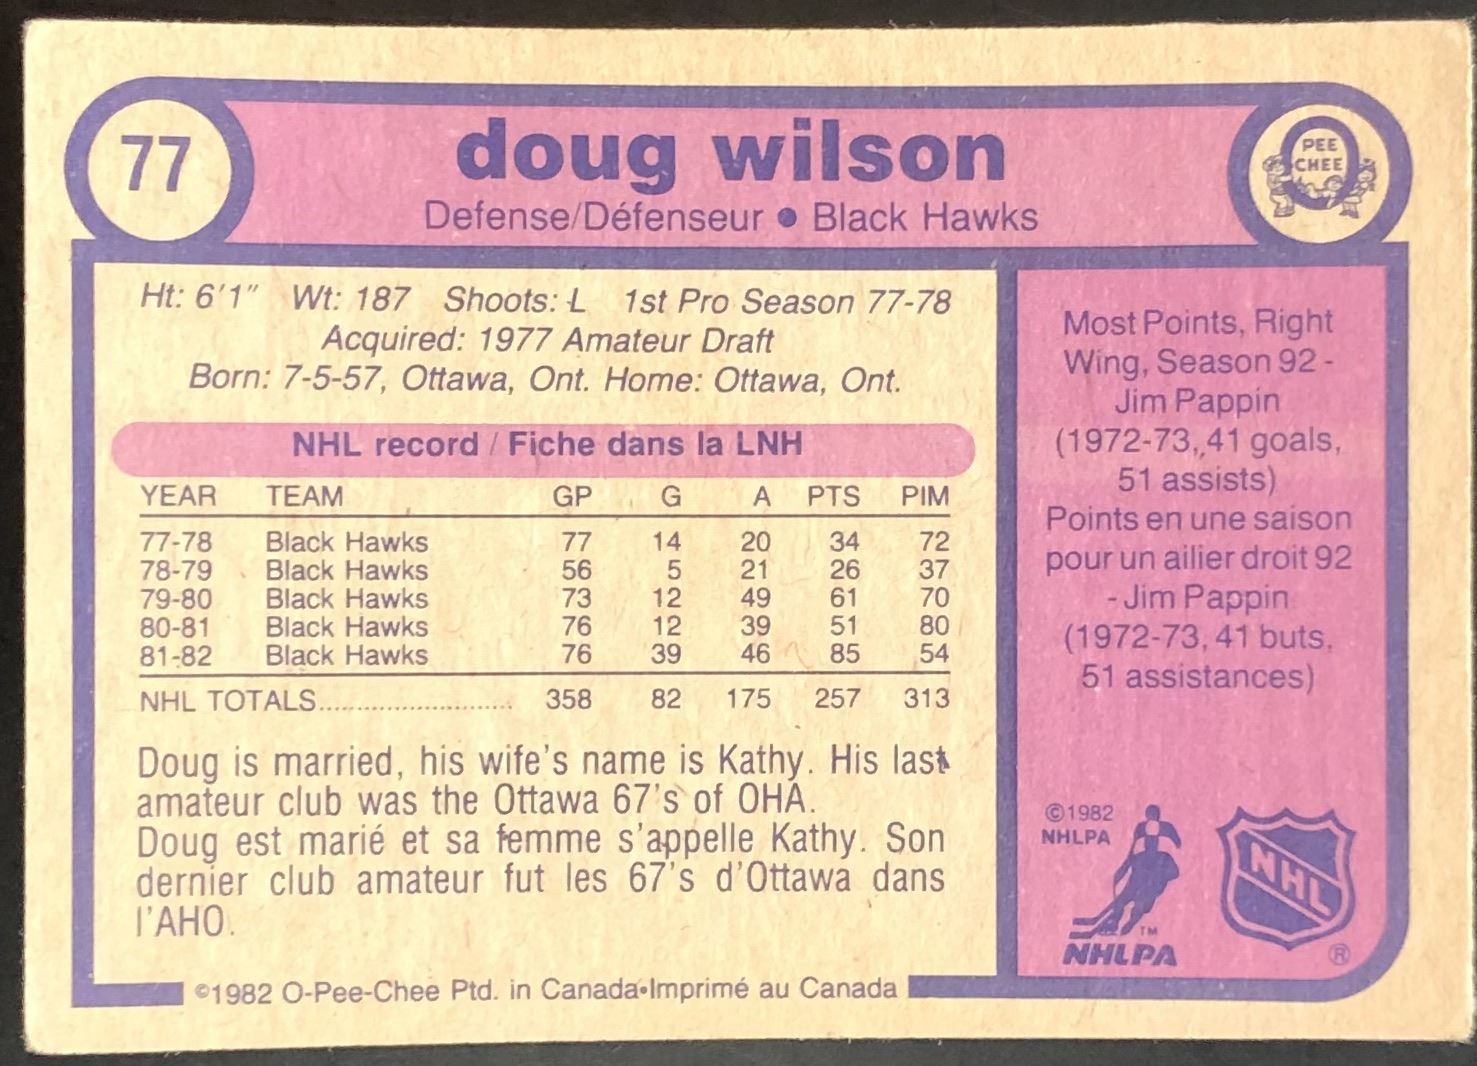 77
doug wilson
Defense/Défenseur • Black Hawks
PEE
CHEE
Ht: 6'1" Wt: 187 Shoots: L 1st Pro Season 77-78
Acquired: 1977 Amateur Draft
Born: 7-5-57, Ottawa, Ont. Home: Ottawa, Ont.
NHL record / Fiche dans la LNH
YEAR TEAM GP G A PTS PIM
77-78 Black Hawks 77 14 20 34 72
78-79 Black Hawks 56 5 21 26 37
79-80 Black Hawks 73 12 49 61 70
80-81 Black Hawks 76 12 39 51 80
81-82 Black Hawks 76 39 46 85 54
NHL TOTALS.......................... 358 82 175 257 313
Doug is married, his wife's name is Kathy. His last
amateur club was the Ottawa 67's of OHA.
Doug est marié et sa femme s'appelle Kathy. Son
dernier club amateur fut les 67's d'Ottawa dans
l'AHO.
Most Points, Right
Wing, Season 92 -
Jim Pappin
(1972-73, 41 goals,
51 assists)
Points en une saison
pour un ailier droit 92
- Jim Pappin
(1972-73, 41 buts,
51 assistances)
©1982
NHLPA
TM
NHLPA
NHL
®
©1982 O-Pee-Chee Ptd. in Canada•Imprimé au Canada